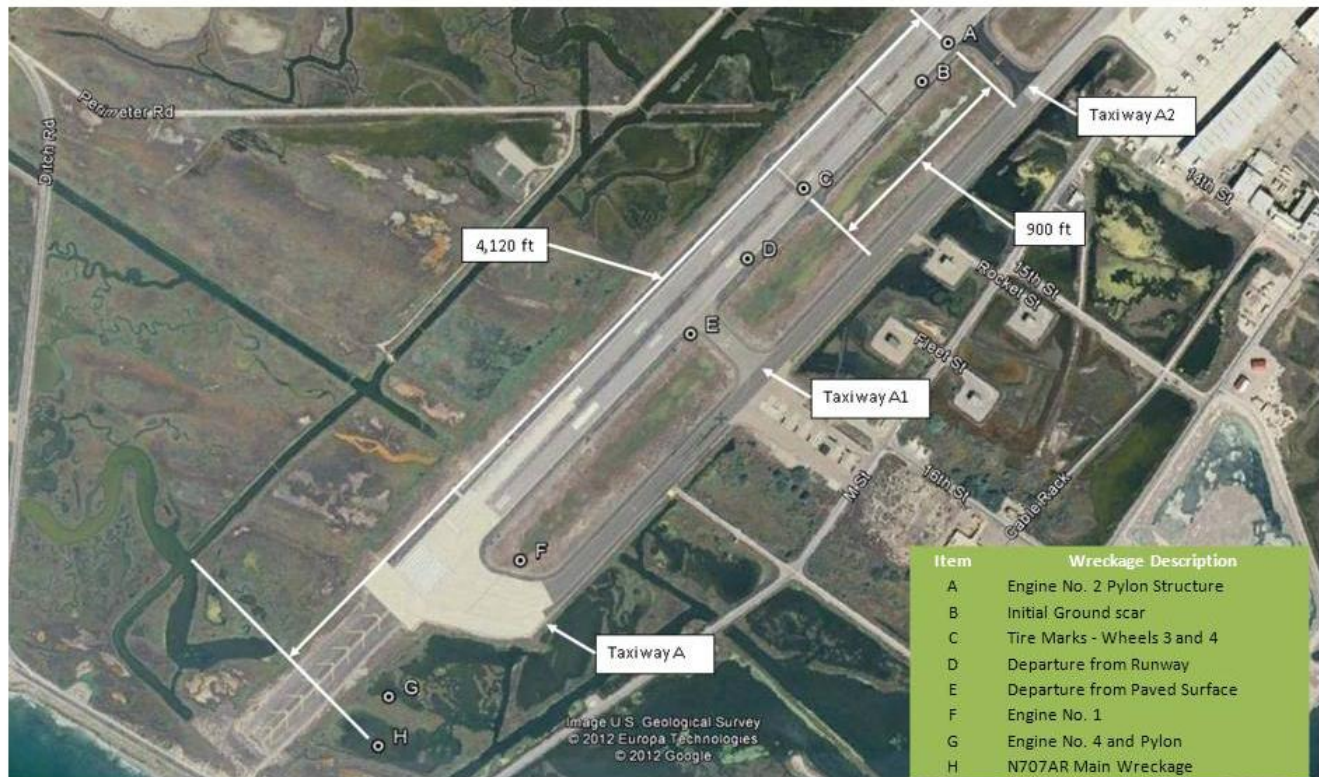 A
B
Taxiway A2
Perimeter Rd
Ditch Rd
14th St
C
900 ft
4,120 ft
D
15th St
Rocket St
E
Fleet St
Taxiway A1
M St
16th St
Cable Rack
F
Taxiway A
G
H
Image U.S. Geological Survey
© 2012 Europa Technologies
© 2012 Google
Item Wreckage Description
A Engine No. 2 Pylon Structure
B Initial Ground scar
C Tire Marks - Wheels 3 and 4
D Departure from Runway
E Departure from Paved Surface
F Engine No. 1
G Engine No. 4 and Pylon
H N707AR Main Wreckage